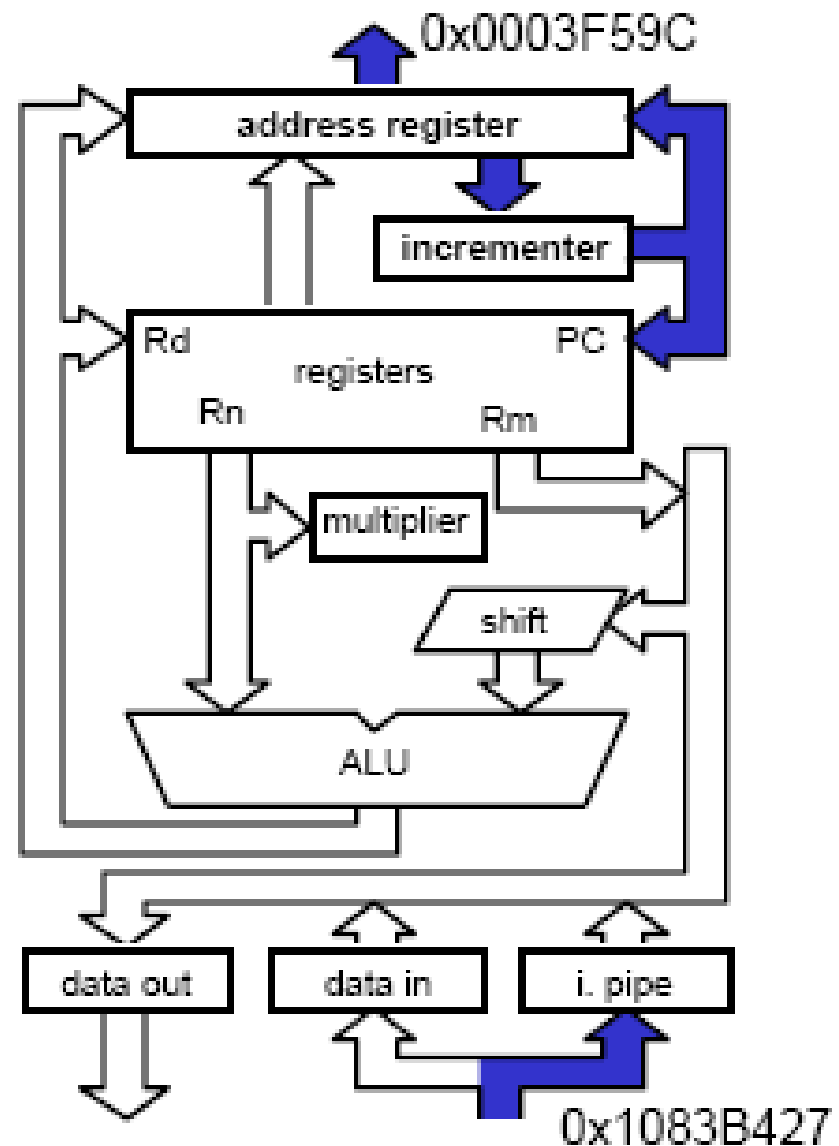 0x0003F59C
address register
incrementer
Rd
PC
registers
Rn
Rm
multiplier
shift
ALU
data out
data in
i. pipe
0x1083B427